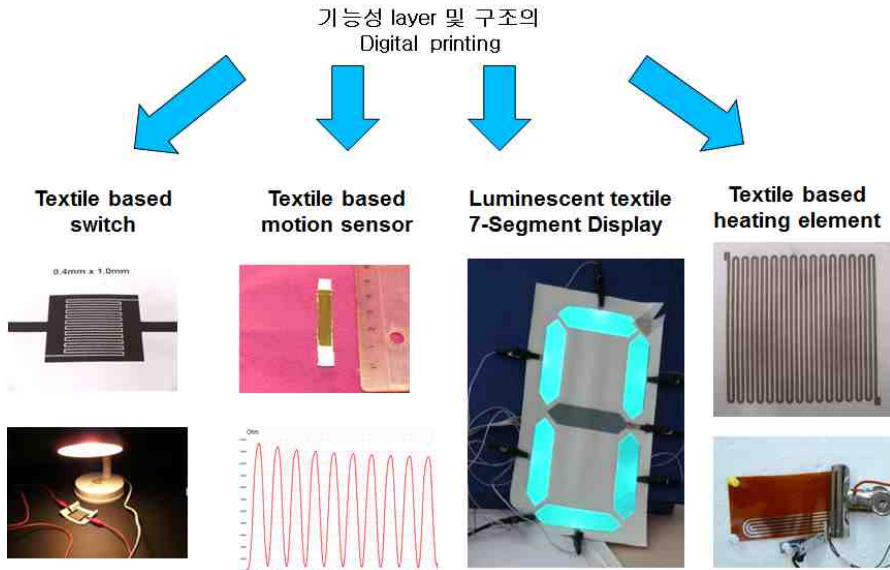 기능성 layer 및 구조의
Digital printing
Textile based
switch
Textile based
motion sensor
Luminescent textile
7-Segment Display
Textile based
heating element
0.4mm x 1.0mm
Ohm